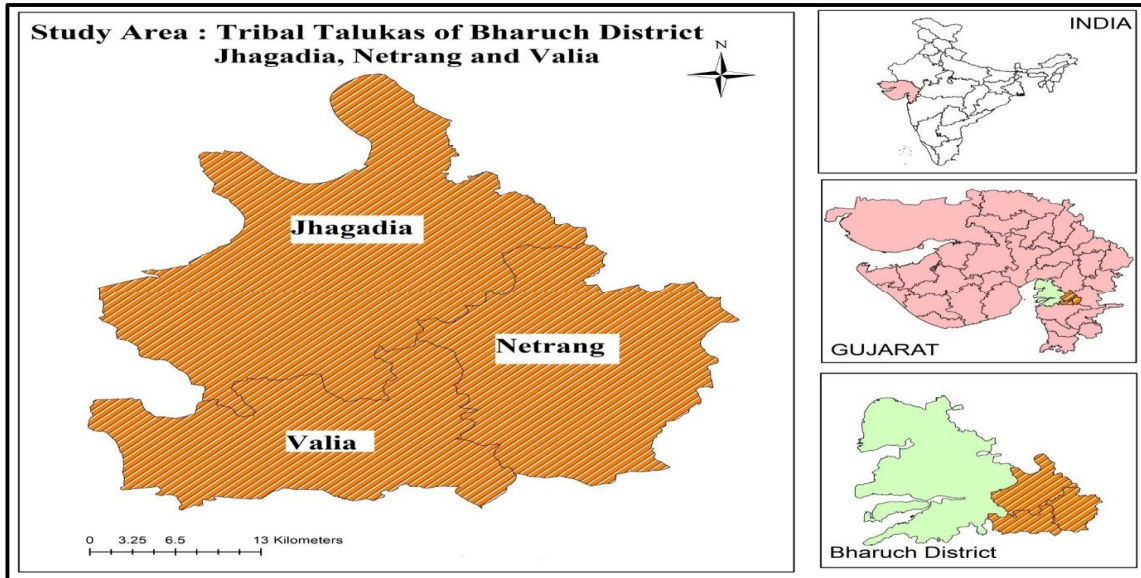 Study Area : Tribal Talukas of Bharuch District
Jhagadia, Netrang and Valia
N
Jhagadia
Netrang
Valia
0 3.25 6.5 13 Kilometers
INDIA
GUJARAT
Bharuch District